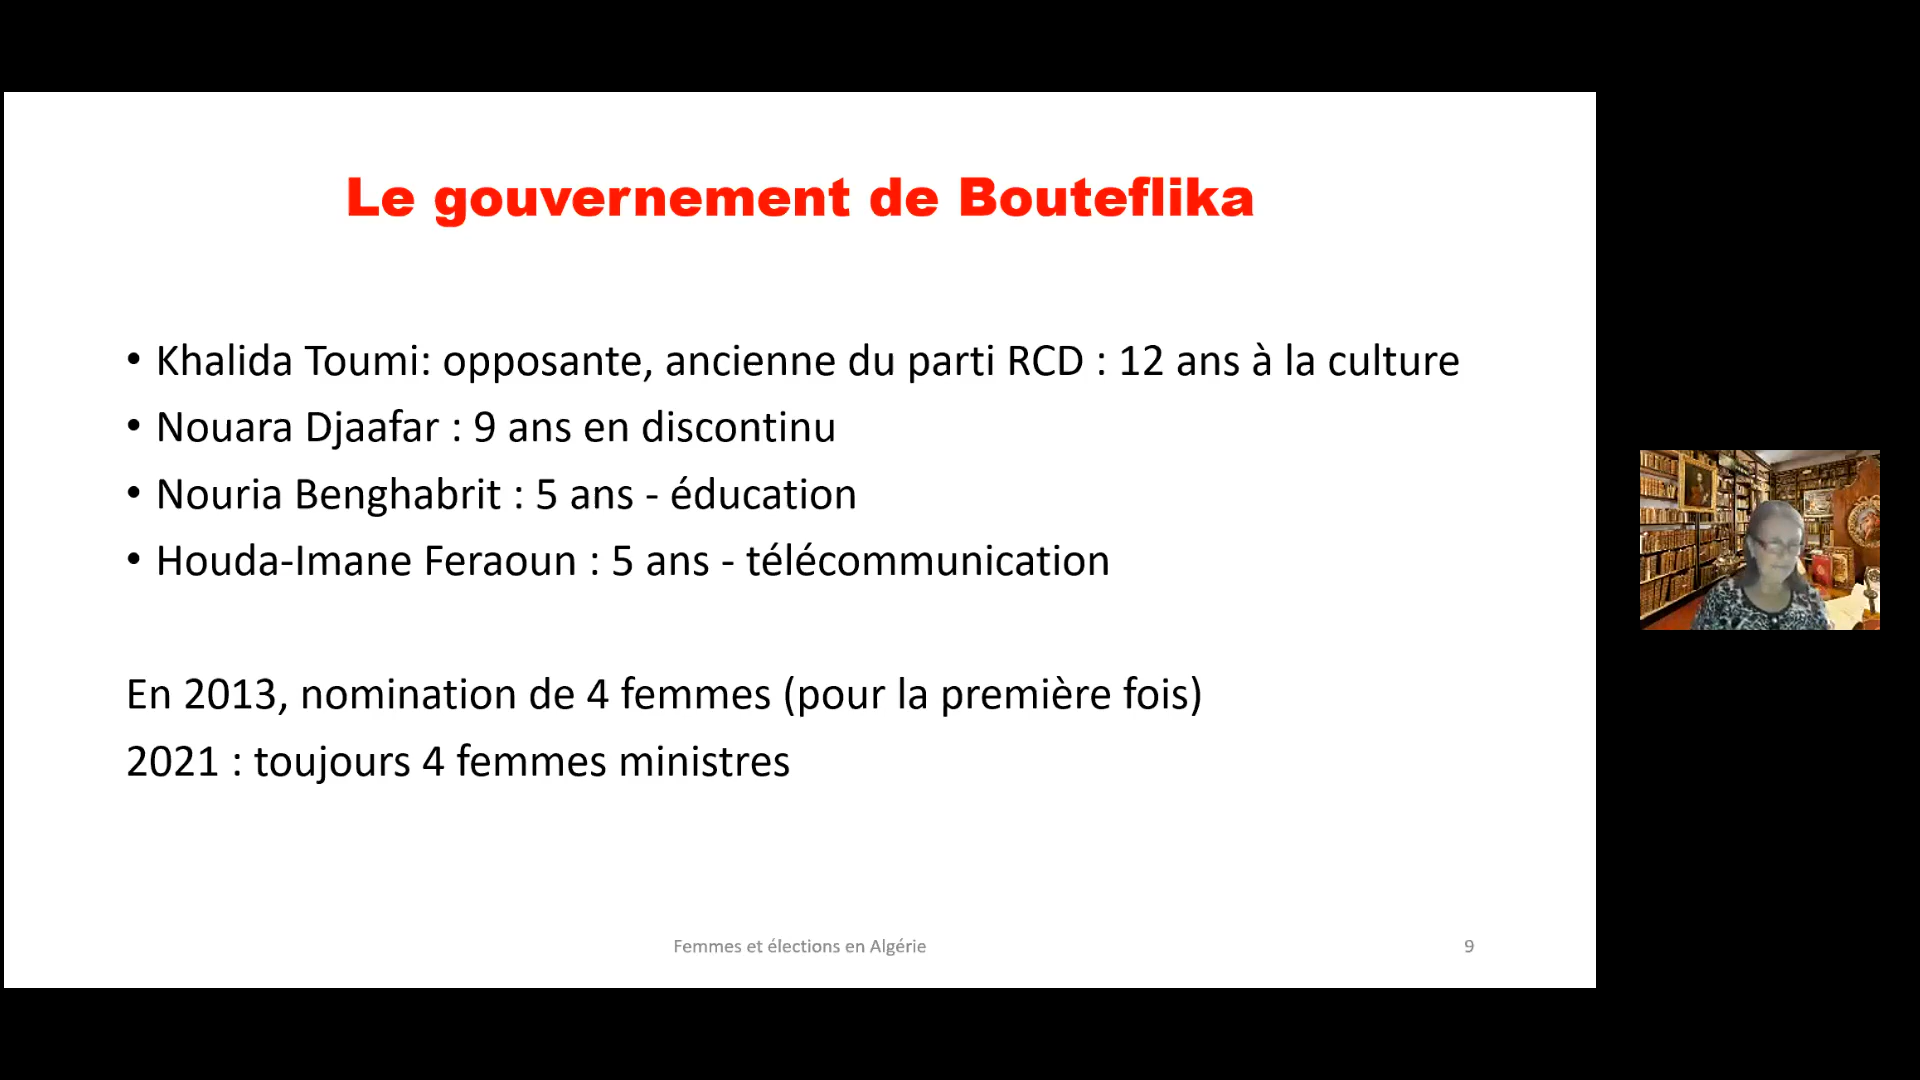 Le gouvernement de Bouteflika
• Khalida Toumi: opposante, ancienne du parti RCD : 12 ans à la culture
• Nouara Djaafar : 9 ans en discontinu
• Nouria Benghabrit : 5 ans - éducation
• Houda-Imane Feraoun : 5 ans - télécommunication
En 2013, nomination de 4 femmes (pour la première fois)
2021 : toujours 4 femmes ministres
Femmes et élections en Algérie
9